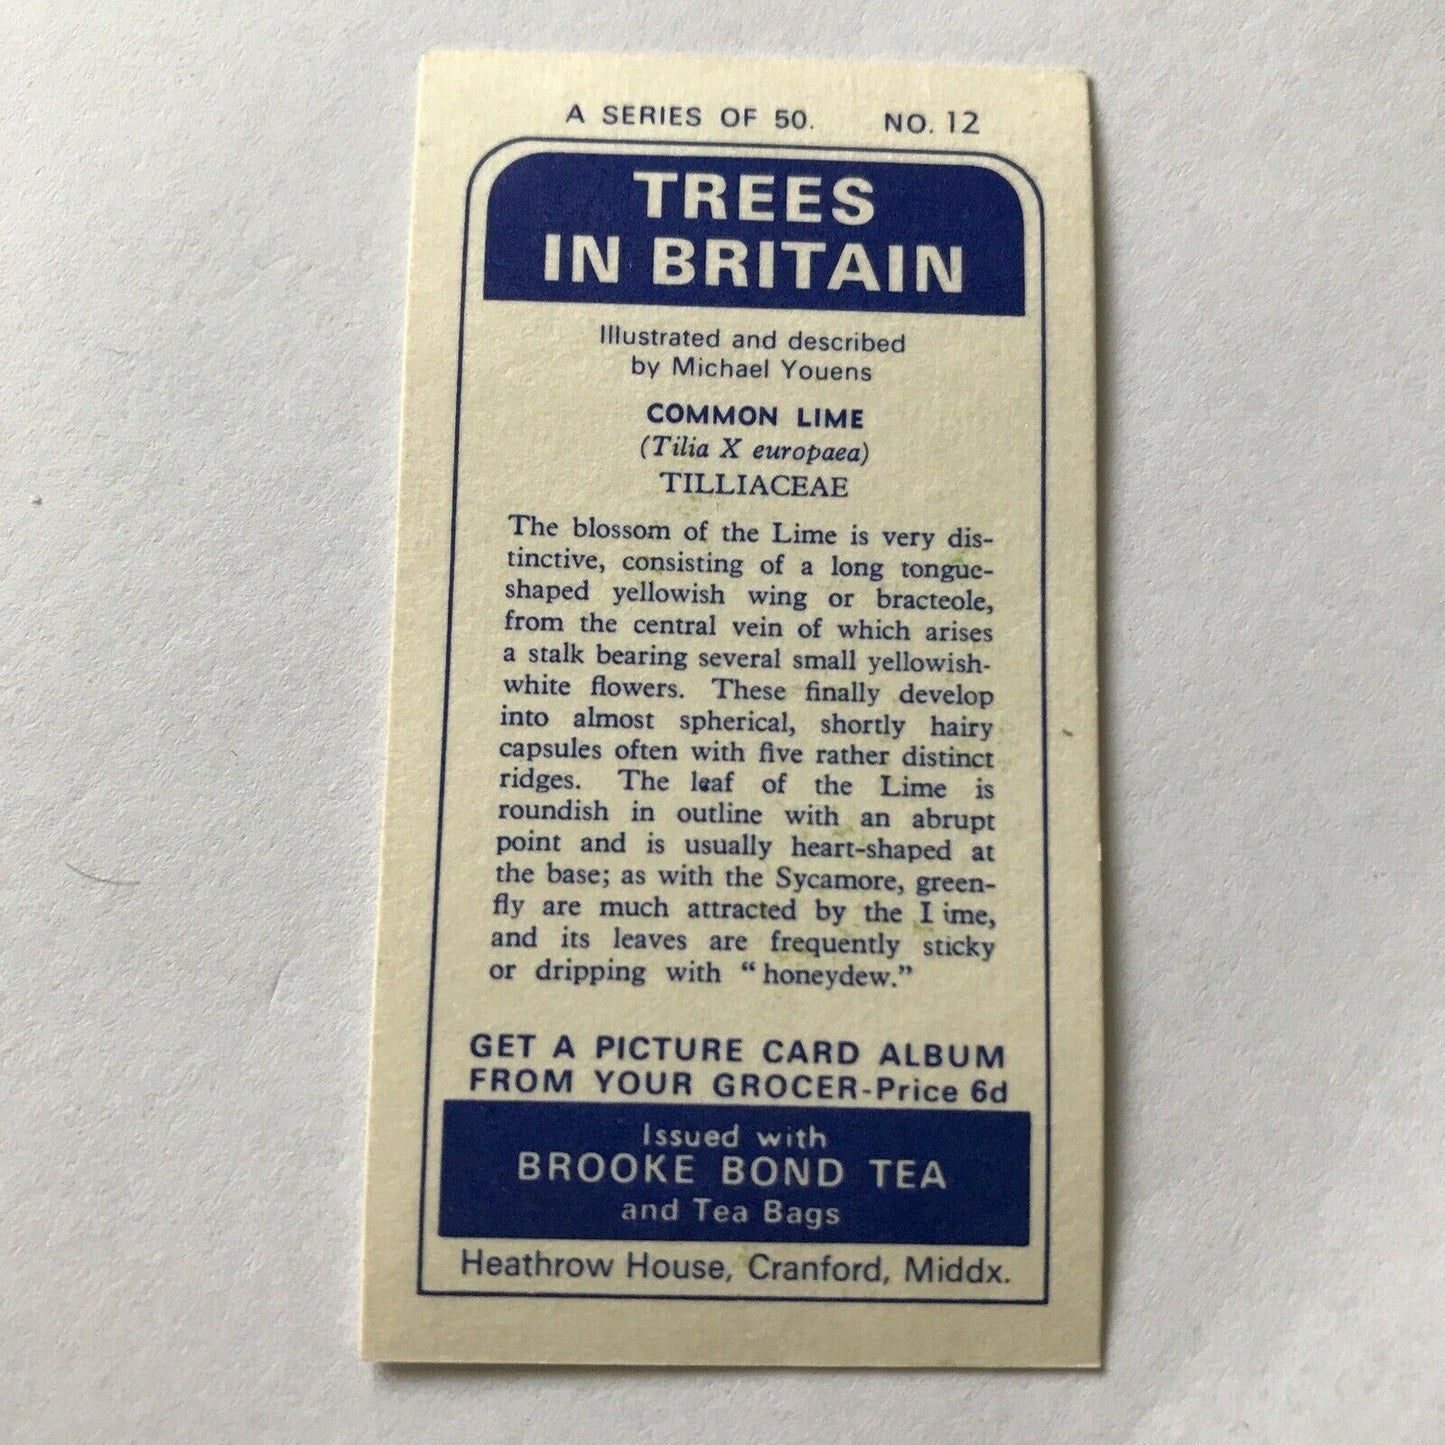 A SERIES OF 50. NO. 12
TREES
IN BRITAIN
Illustrated and described
by Michael Youens
COMMON LIME
(Tilia X europaea)
TILLIACEAE
The blossom of the Lime is very dis-
tinctive, consisting of a long tongue-
shaped yellowish wing or bracteole,
from the central vein of which arises
a stalk bearing several small yellowish-
white flowers. These finally develop
into almost spherical, shortly hairy
capsules often with five rather distinct
ridges. The leaf of the Lime is
roundish in outline with an abrupt
point and is usually heart-shaped at
the base; as with the Sycamore, green-
fly are much attracted by the Lime,
and its leaves are frequently sticky
or dripping with "honeydew."
GET A PICTURE CARD ALBUM
FROM YOUR GROCER-Price 6d
Issued with
BROOKE BOND TEA
and Tea Bags
Heathrow House, Cranford, Middx.